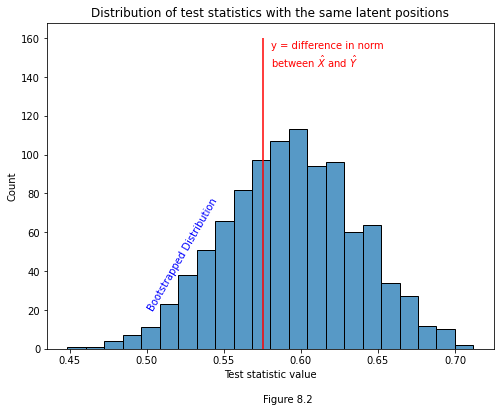 Distribution of test statistics with the same latent positions
160
140
120
100
80
60
40
20
0
Count
y = difference in norm
between X̂ and Ŷ
Bootstrapped Distribution
0.45 0.50 0.55 0.60 0.65 0.70
Test statistic value
Figure 8.2